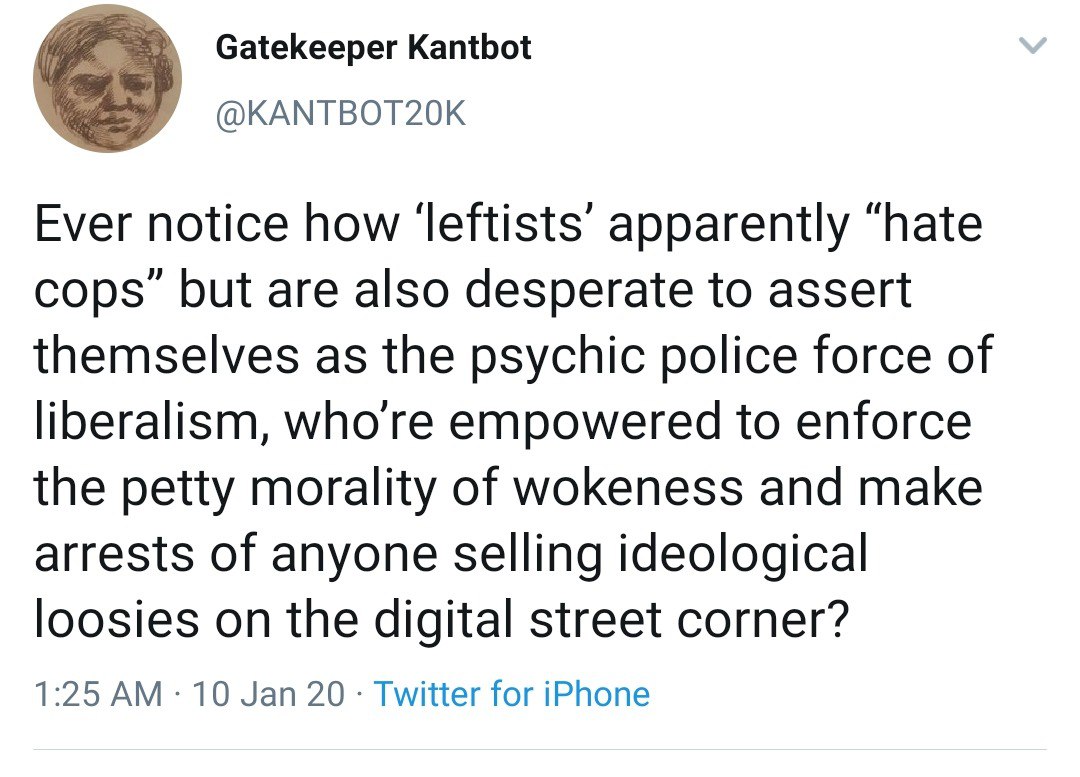 Gatekeeper Kantbot
@KANTBOT20K
Ever notice how ‘leftists’ apparently “hate
cops” but are also desperate to assert
themselves as the psychic police force of
liberalism, who’re empowered to enforce
the petty morality of wokeness and make
arrests of anyone selling ideological
loosies on the digital street corner?
1:25 AM · 10 Jan 20 · Twitter for iPhone